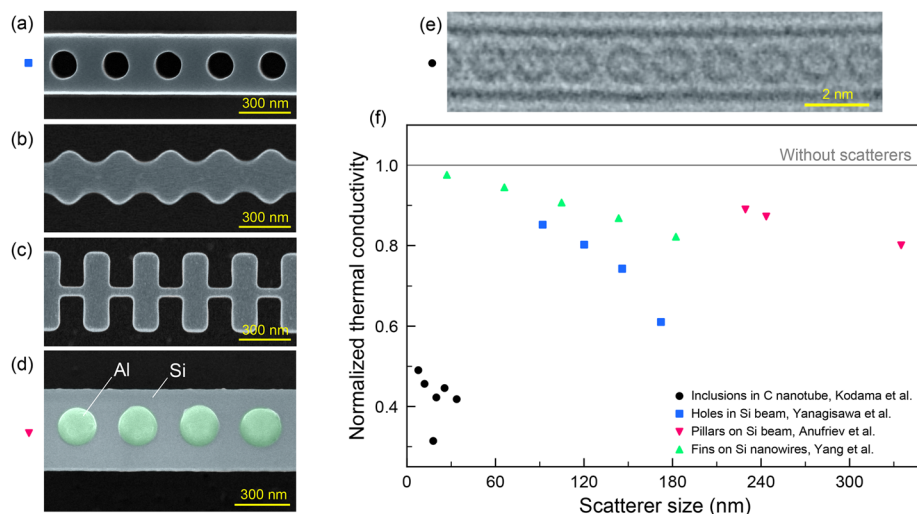 (a)
300 nm
(b)
300 nm
(c)
300 nm
(d)
Al
Si
300 nm
(e)
2 nm
(f)
Without scatterers
Normalized thermal conductivity
1.0
0.8
0.6
0.4
Inclusions in C nanotube, Kodama et al.
Holes in Si beam, Yanagisawa et al.
Pillars on Si beam, Anufriev et al.
Fins on Si nanowires, Yang et al.
0 60 120 180 240 300
Scatterer size (nm)